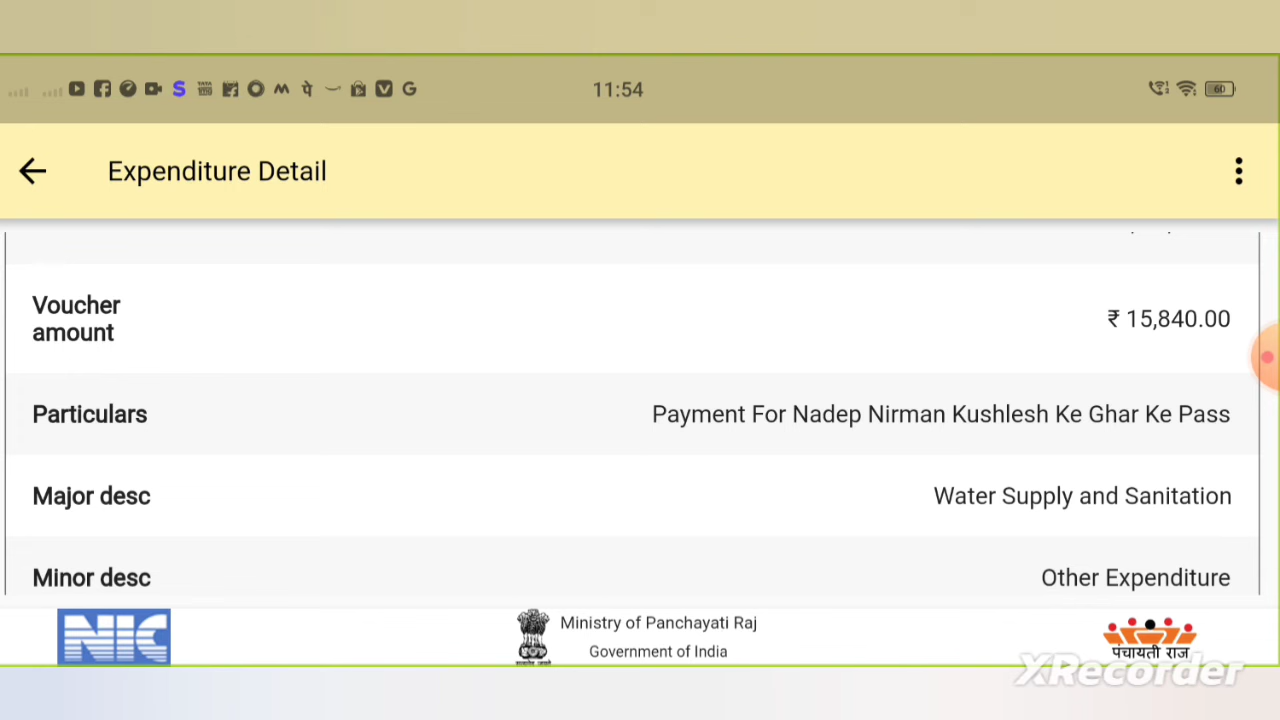 11:54
60
Expenditure Detail
Voucher
amount
₹ 15,840.00
Particulars
Payment For Nadep Nirman Kushlesh Ke Ghar Ke Pass
Major desc
Water Supply and Sanitation
Minor desc
Other Expenditure
NIC
Ministry of Panchayati Raj
Government of India
पंचायती राज
XRecorder